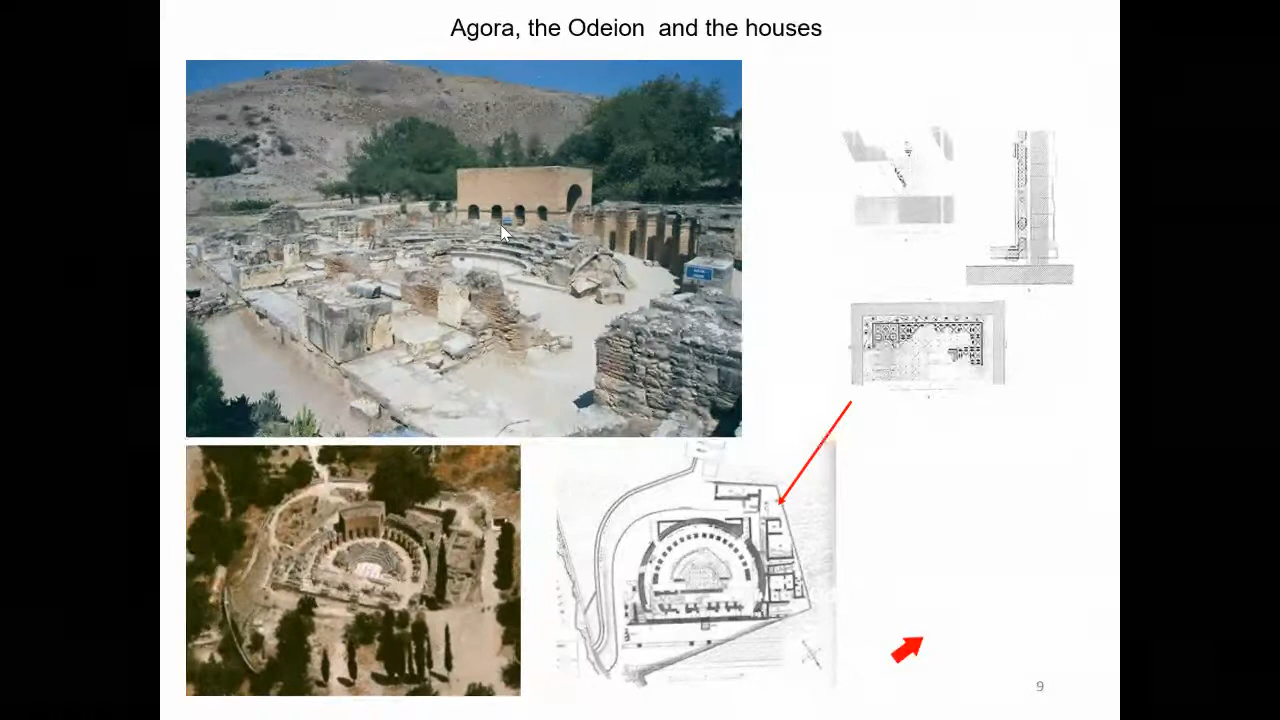 Agora, the Odeion  and the houses
9